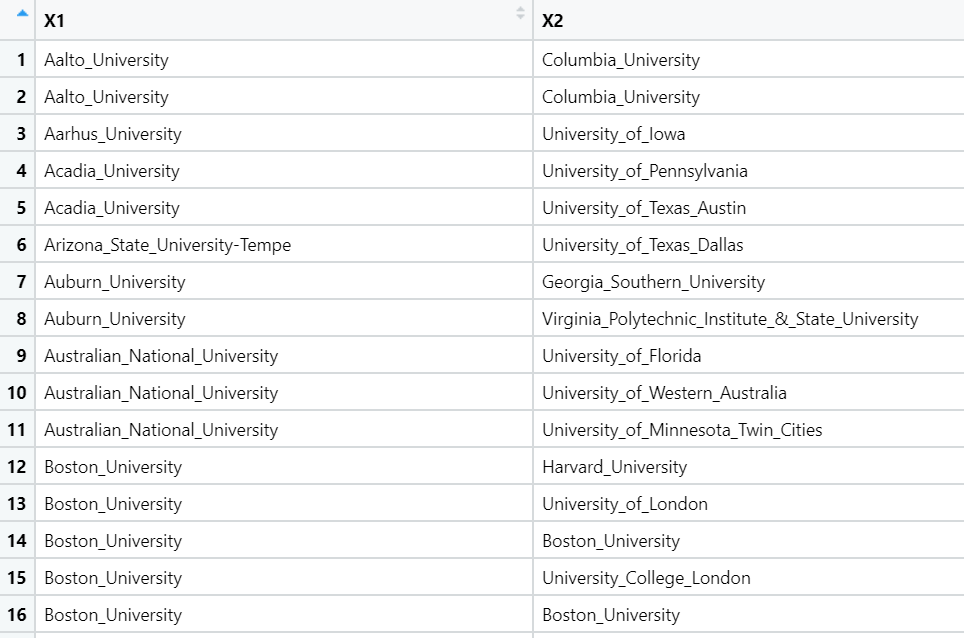 X1 X2
1 Aalto_University Columbia_University
2 Aalto_University Columbia_University
3 Aarhus_University University_of_Iowa
4 Acadia_University University_of_Pennsylvania
5 Acadia_University University_of_Texas_Austin
6 Arizona_State_University-Tempe University_of_Texas_Dallas
7 Auburn_University Georgia_Southern_University
8 Auburn_University Virginia_Polytechnic_Institute_&_State_University
9 Australian_National_University University_of_Florida
10 Australian_National_University University_of_Western_Australia
11 Australian_National_University University_of_Minnesota_Twin_Cities
12 Boston_University Harvard_University
13 Boston_University University_of_London
14 Boston_University Boston_University
15 Boston_University University_College_London
16 Boston_University Boston_University